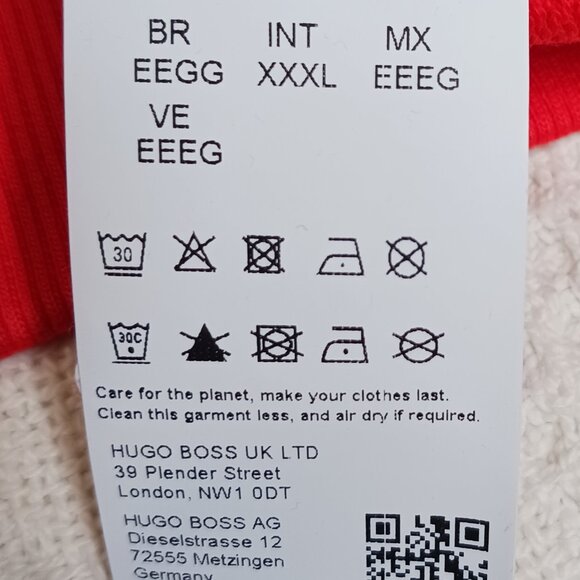 BR INT MX
EEGG XXXL EEEG
VE
EEEG
30
30C
Care for the planet, make your clothes last.
Clean this garment less, and air dry if required.
HUGO BOSS UK LTD
39 Plender Street
London, NW1 0DT
HUGO BOSS AG
Dieselstrasse 12
72555 Metzingen
Germany